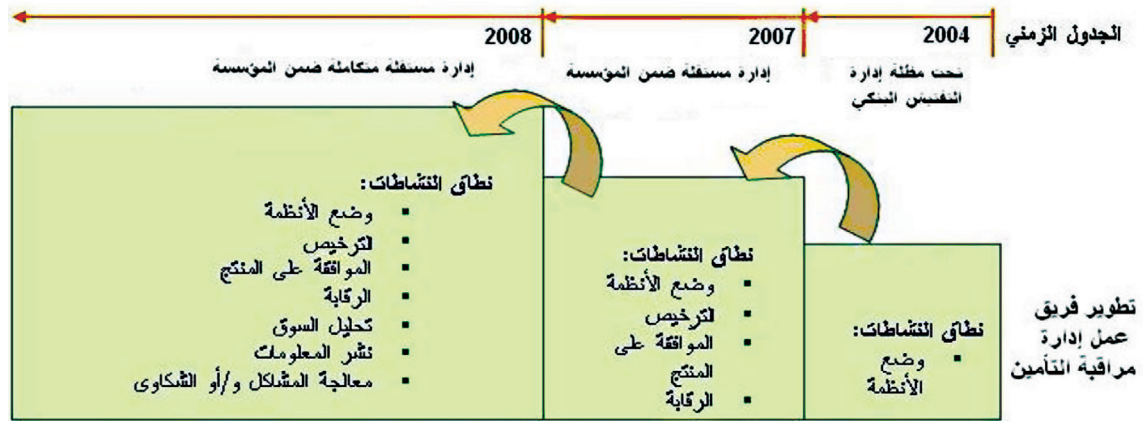 الجدول الزمني
2004
2007
2008
تحت مظلة إدارة
التفتيش البنكي
إدارة مستقلة ضمن المؤسسة
إدارة مستقلة متكاملة ضمن المؤسسة
تطوير فريق
عمل إدارة
مراقبة التأمين
نطاق النشاطات:
▪ وضع
الأنظمة
نطاق النشاطات:
▪ وضع الأنظمة
▪ الترخيص
▪ الموافقة على
المنتج
▪ الرقابة
نطاق النشاطات:
▪ وضع الأنظمة
▪ الترخيص
▪ الموافقة على المنتج
▪ الرقابة
▪ تحليل السوق
▪ نشر المعلومات
▪ معالجة المشاكل و/أو الشكاوى